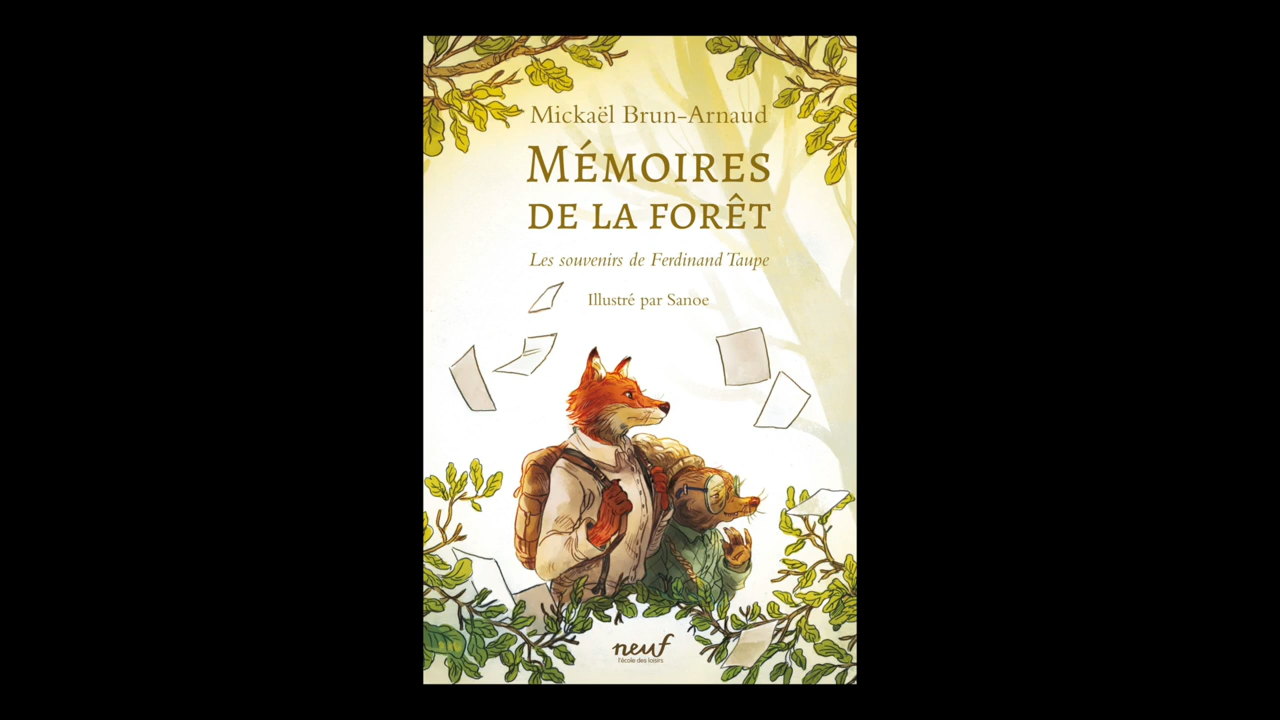 Mickaël Brun-Arnaud
Mémoires
de la forêt
Les souvenirs de Ferdinand Taupe
Illustré par Sanoe
neuf
l'école des loisirs